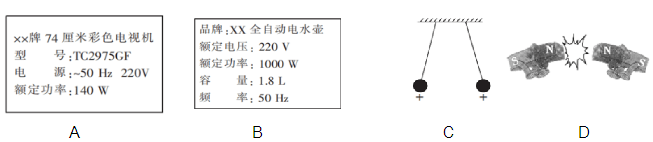 ××牌 74 厘米彩色电视机
型 号:TC2975GF
电 源:~50 Hz 220V
额定功率:140 W
A
品牌:XX 全自动电水壶
额定电压:220 V
额定功率:1000 W
容 量:1.8 L
频 率:50 Hz
B
+ +
C
S N N S
D